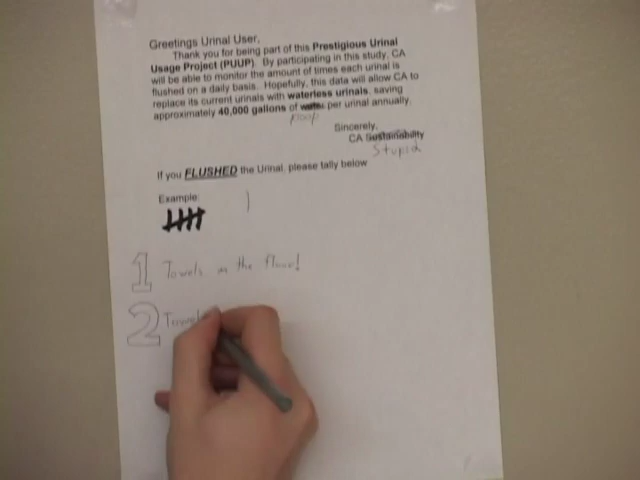 Greetings Urinal User,
Thank you for being part of this Prestigious Urinal
Usage Project (PUUP). By participating in this study, CA
will be able to monitor the amount of times each urinal is
flushed on a daily basis. Hopefully, this data will allow CA to
replace its current urinals with waterless urinals, saving
approximately 40,000 gallons of water per urinal annually.
poop
Sincerely,
CA Sustainability
Stupid
If you FLUSHED the Urinal, please tally below
Example:
1 Towels on the floor!
2 Towels